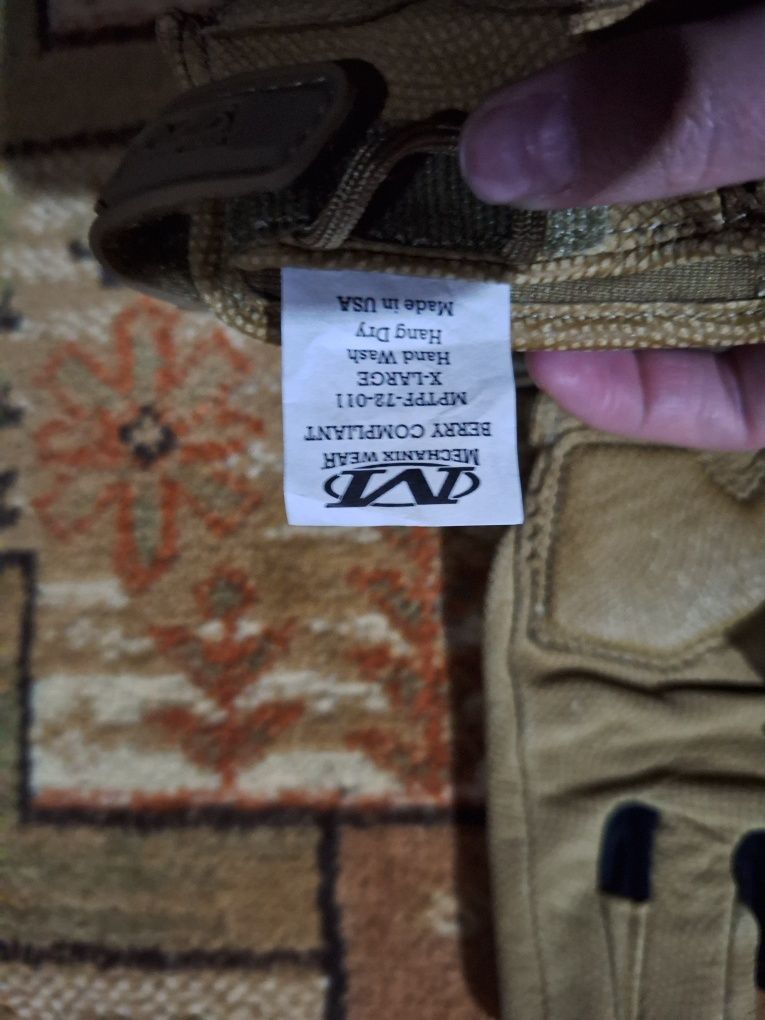 M
MECHANIX WEAR
BERRY COMPLIANT
MPTPF-72-011
X-LARGE
Hand Wash
Hang Dry
Made in USA